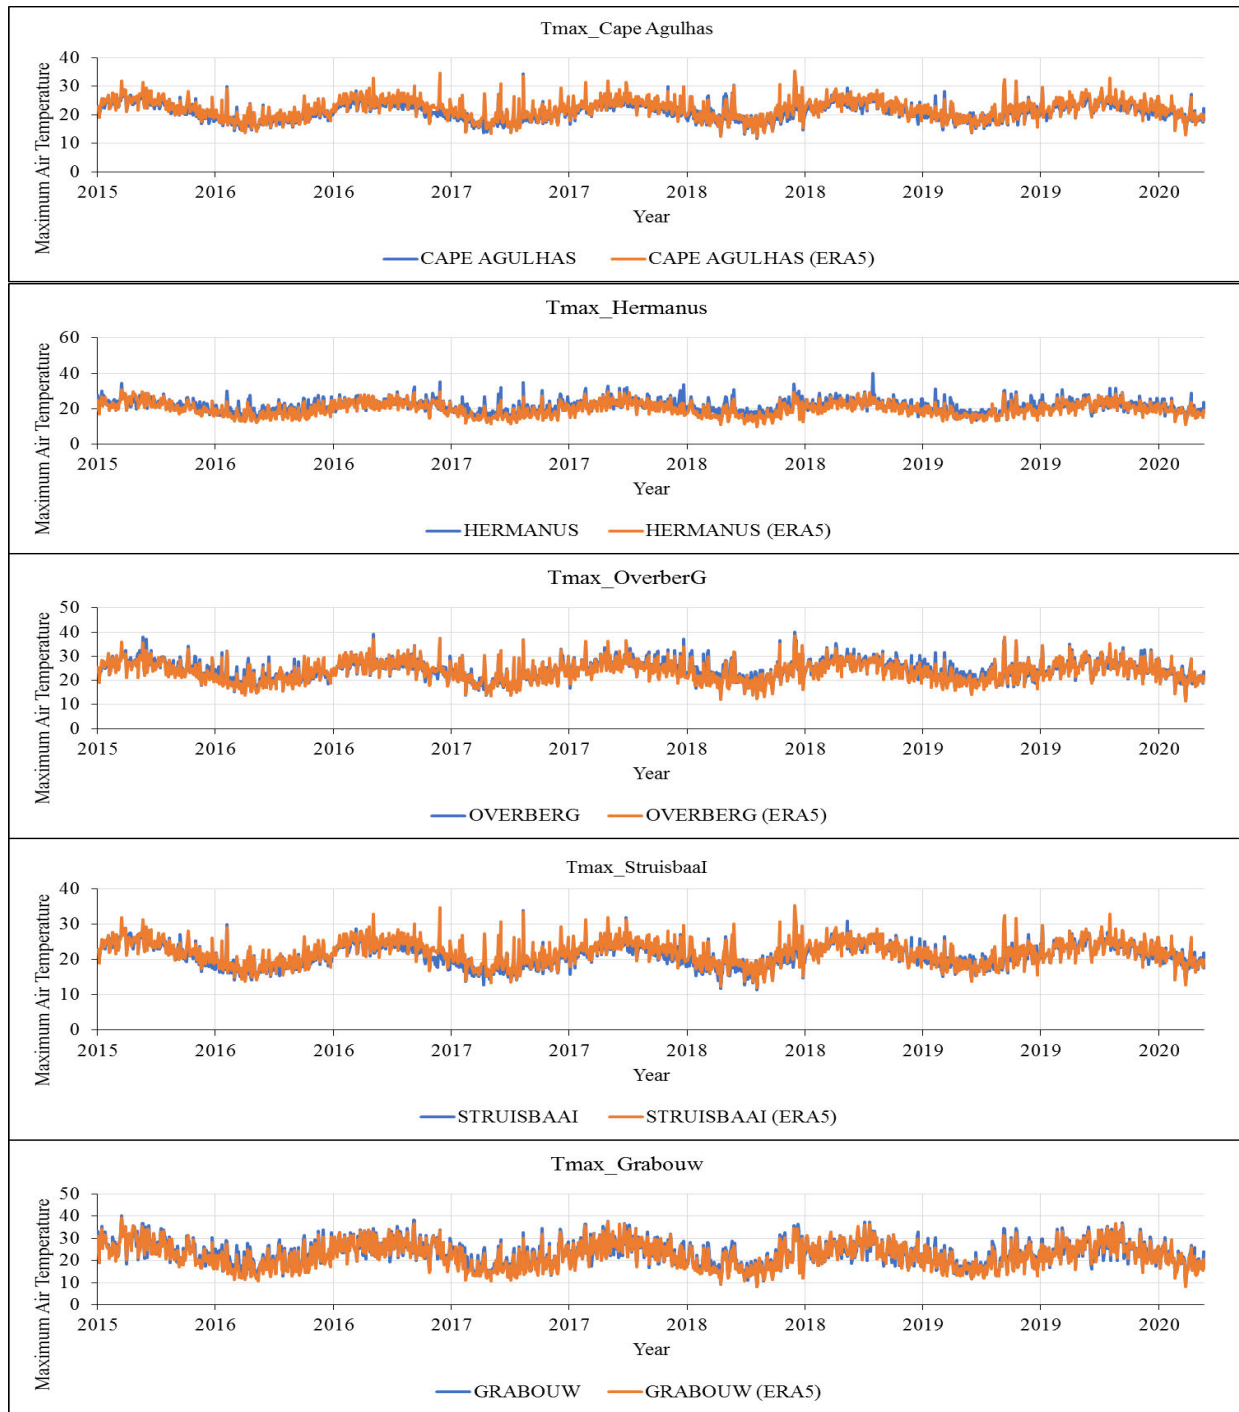 Tmax_Cape Agulhas
Maximum Air Temperature
40
30
20
10
0
2015 2016 2016 2017 2017 2018 2018 2019 2019 2020
Year
CAPE AGULHAS CAPE AGULHAS (ERA5)
Tmax_Hermanus
Maximum Air Temperature
60
40
20
0
2015 2016 2016 2017 2017 2018 2018 2019 2019 2020
Year
HERMANUS HERMANUS (ERA5)
Tmax_OverberG
Maximum Air Temperature
50
40
30
20
10
0
2015 2016 2016 2017 2017 2018 2018 2019 2019 2020
Year
OVERBERG OVERBERG (ERA5)
Tmax_StruisbaaI
Maximum Air Temperature
40
30
20
10
0
2015 2016 2016 2017 2017 2018 2018 2019 2019 2020
Year
STRUISBAAI STRUISBAAI (ERA5)
Tmax_Grabouw
Maximum Air Temperature
50
40
30
20
10
0
2015 2016 2016 2017 2017 2018 2018 2019 2019 2020
Year
GRABOUW GRABOUW (ERA5)